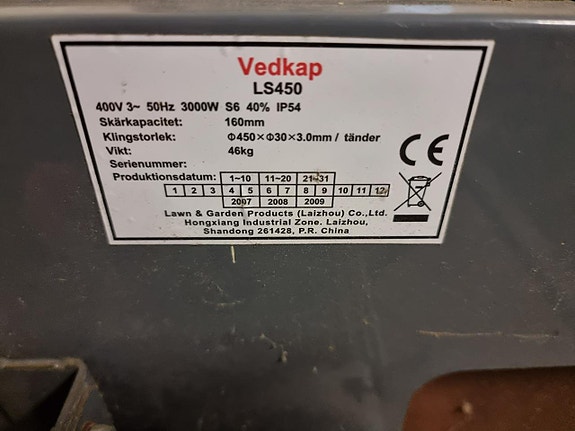 Vedkap
LS450
400V 3~ 50Hz 3000W S6 40% IP54
Skärkapacitet: 160mm
Klingstorlek: Φ450×Φ30×3.0mm / tänder
Vikt: 46kg
Serienummer:
Produktionsdatum: 1~10 11~20 21~31
1 2 3 4 5 6 7 8 9 10 11 12
2007 2008 2009
Lawn & Garden Products (Laizhou) Co.,Ltd.
Hongxiang Industrial Zone. Laizhou,
Shandong 261428, P.R. China
CE